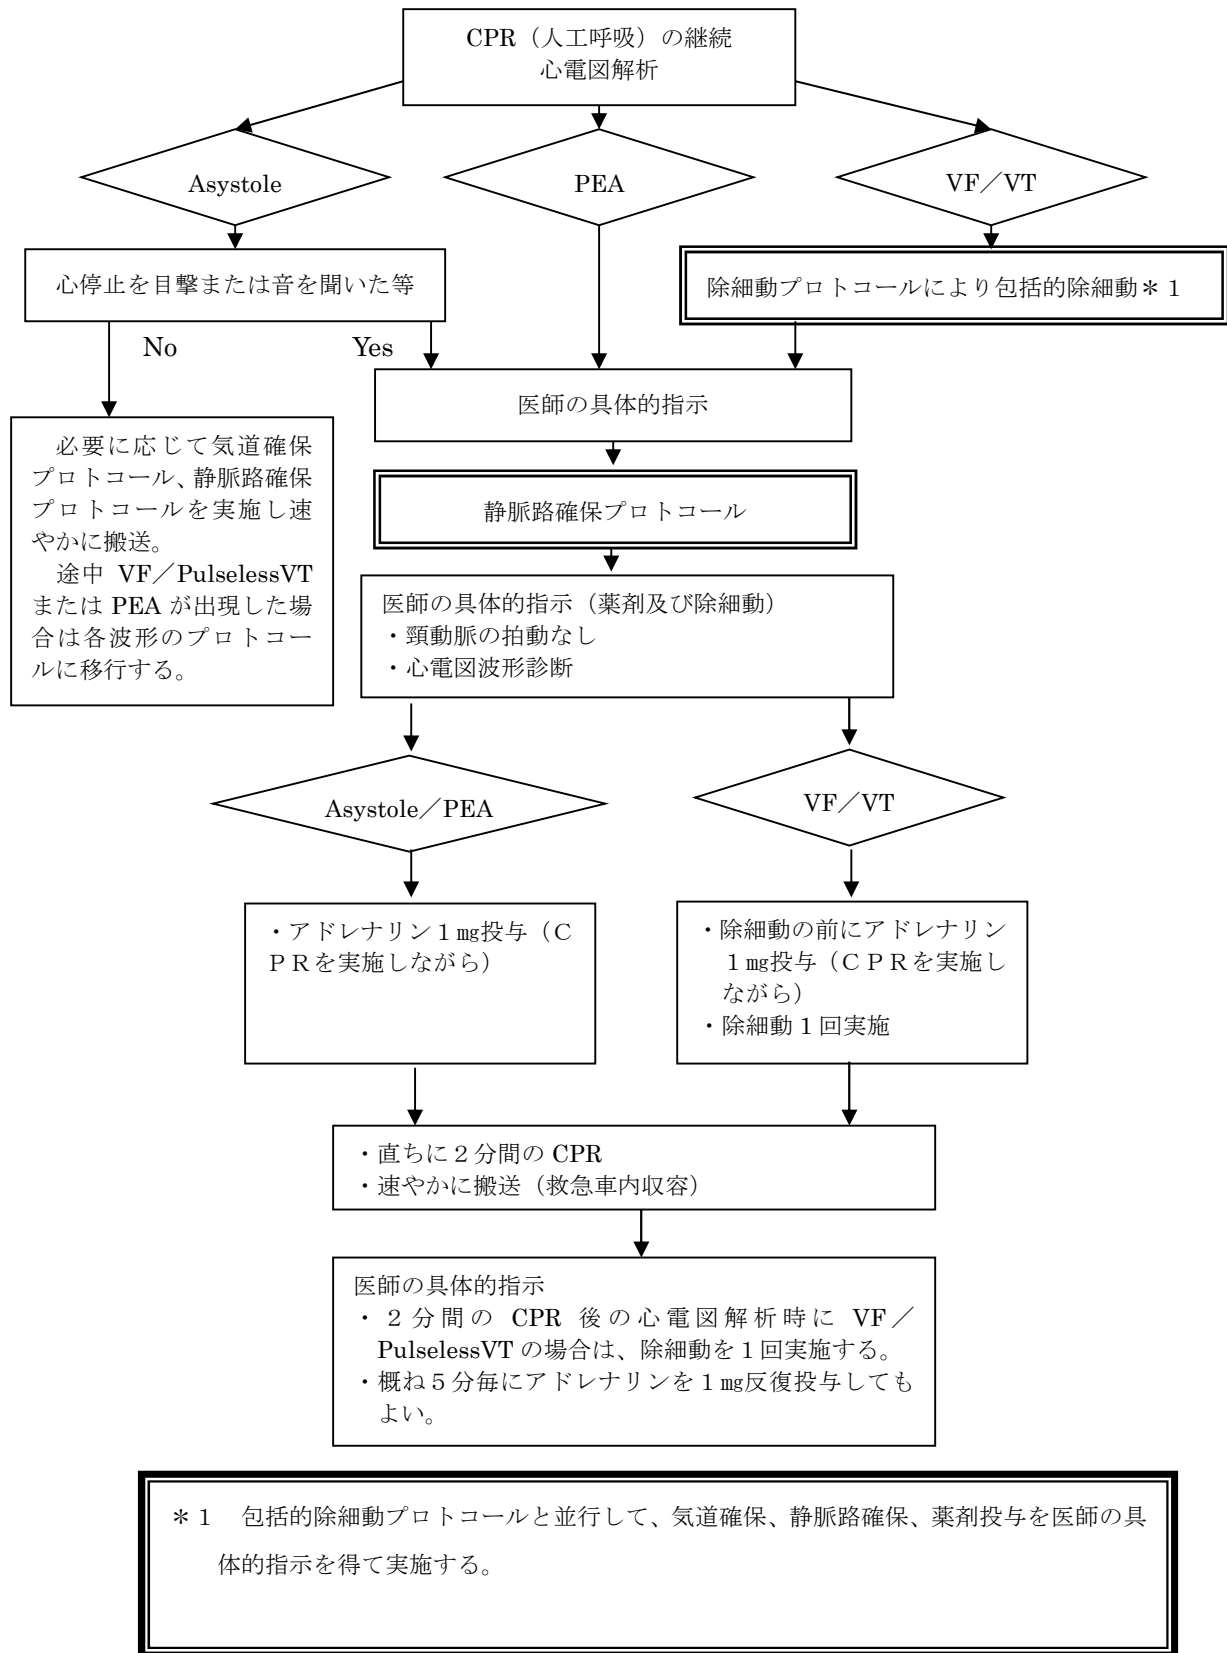 CPR（人工呼吸）の継続
心電図解析
Asystole
PEA
VF／VT
心停止を目撃または音を聞いた等
除細動プロトコールにより包括的除細動＊１
No
Yes
医師の具体的指示
必要に応じて気道確保
プロトコール、静脈路確保
プロトコールを実施し速
やかに搬送。
途中 VF／PulselessVT
または PEA が出現した場
合は各波形のプロトコー
ルに移行する。
静脈路確保プロトコール
医師の具体的指示（薬剤及び除細動）
・頸動脈の拍動なし
・心電図波形診断
Asystole／PEA
VF／VT
・アドレナリン１㎎投与（Ｃ
ＰＲを実施しながら）
・除細動の前にアドレナリン
１㎎投与（ＣＰＲを実施し
ながら）
・除細動１回実施
・直ちに２分間の CPR
・速やかに搬送（救急車内収容）
医師の具体的指示
・２分間の CPR 後の心電図解析時に VF／
PulselessVT の場合は、除細動を１回実施する。
・概ね５分毎にアドレナリンを１㎎反復投与しても
よい。
＊１　包括的除細動プロトコールと並行して、気道確保、静脈路確保、薬剤投与を医師の具
体的指示を得て実施する。